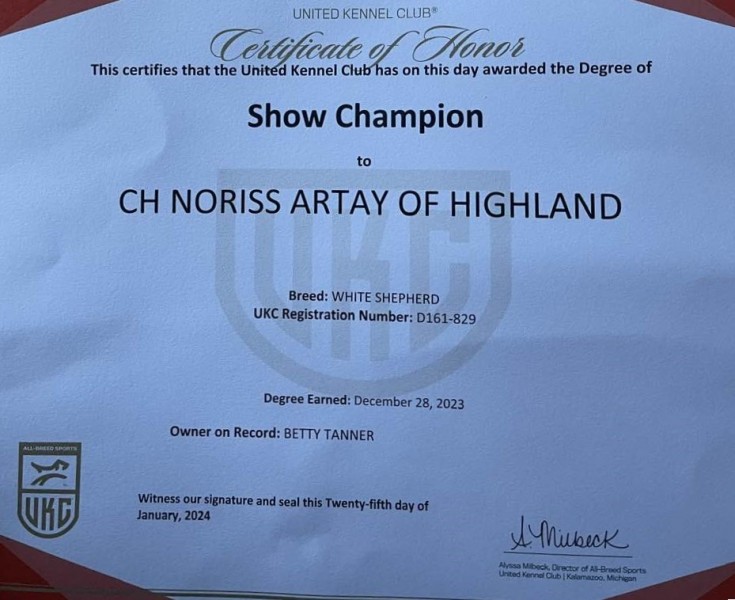 UNITED KENNEL CLUB®
Certificate of Honor
This certifies that the United Kennel Club has on this day awarded the Degree of
Show Champion
to
CH NORISS ARTAY OF HIGHLAND
UKC
Breed: WHITE SHEPHERD
UKC Registration Number: D161-829
Degree Earned: December 28, 2023
Owner on Record: BETTY TANNER
ALL-BREED SPORTS
UKC
Witness our signature and seal this Twenty-fifth day of
January, 2024
A. Milbeck
Alyssa Milbeck, Director of All-Breed Sports
United Kennel Club | Kalamazoo, Michigan